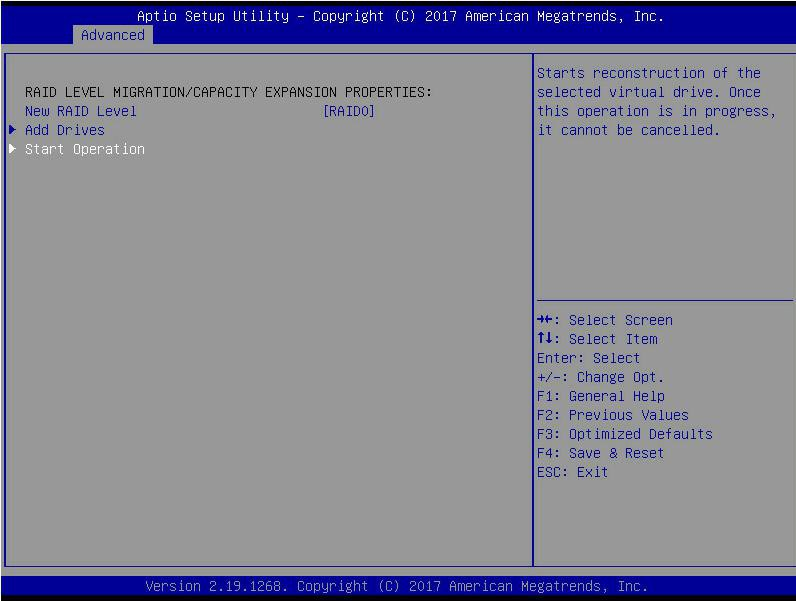 Aptio Setup Utility – Copyright (C) 2017 American Megatrends, Inc.
Advanced
RAID LEVEL MIGRATION/CAPACITY EXPANSION PROPERTIES:
New RAID Level [RAID0]
Add Drives
Start Operation
Starts reconstruction of the
selected virtual drive. Once
this operation is in progress,
it cannot be cancelled.
→←: Select Screen
↑↓: Select Item
Enter: Select
+/-: Change Opt.
F1: General Help
F2: Previous Values
F3: Optimized Defaults
F4: Save & Reset
ESC: Exit
Version 2.19.1268. Copyright (C) 2017 American Megatrends, Inc.